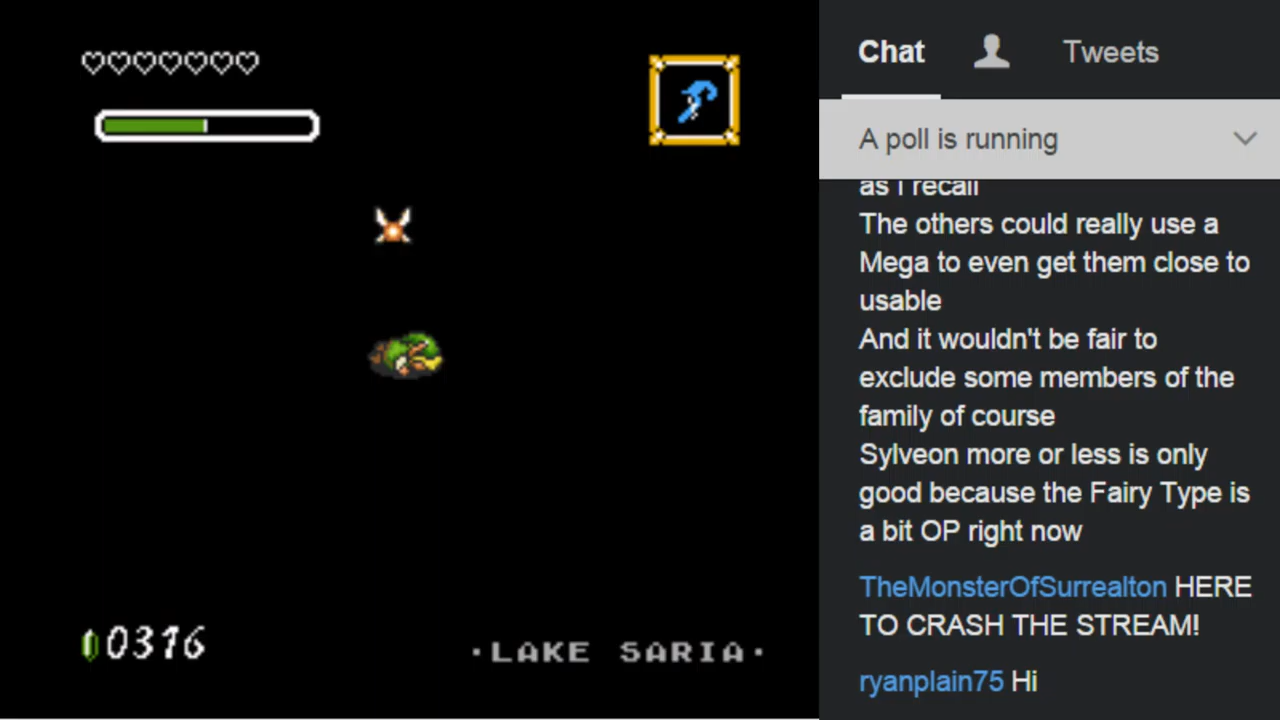 Chat
Tweets
A poll is running
as I recall
The others could really use a
Mega to even get them close to
usable
And it wouldn't be fair to
exclude some members of the
family of course
Sylveon more or less is only
good because the Fairy Type is
a bit OP right now
TheMonsterOfSurrealton HERE
TO CRASH THE STREAM!
ryanplain75 Hi
0316
·LAKE SARIA·